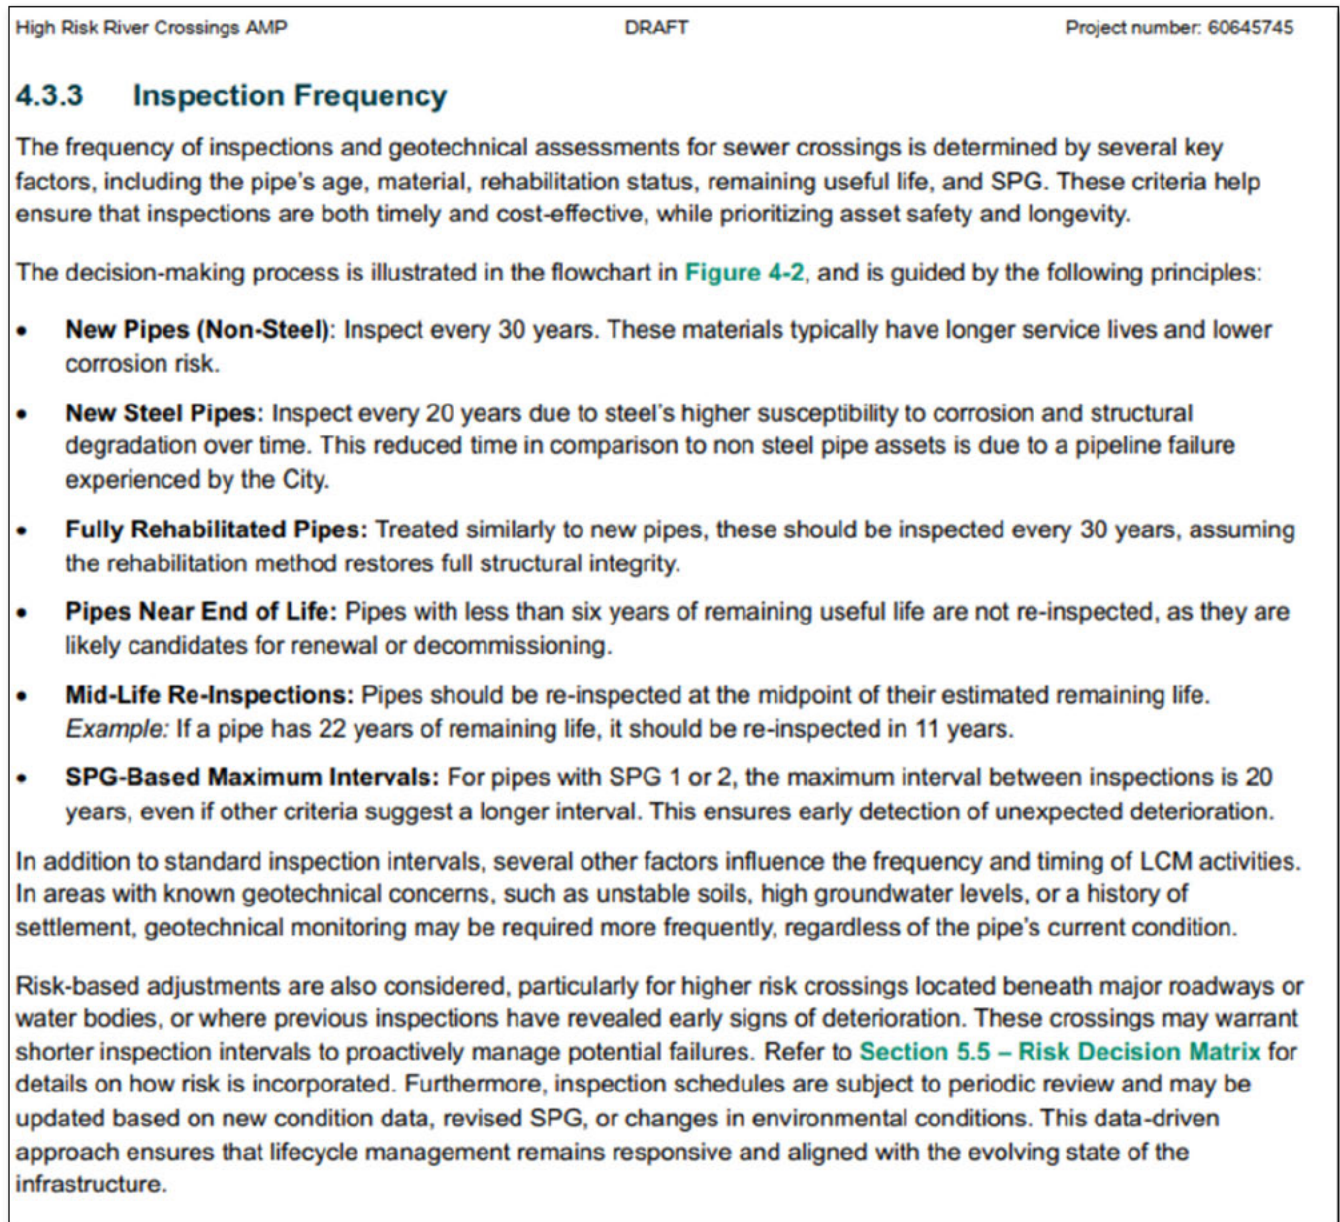 High Risk River Crossings AMP DRAFT Project number: 60645745
4.3.3 Inspection Frequency
The frequency of inspections and geotechnical assessments for sewer crossings is determined by several key
factors, including the pipe's age, material, rehabilitation status, remaining useful life, and SPG. These criteria help
ensure that inspections are both timely and cost-effective, while prioritizing asset safety and longevity.
The decision-making process is illustrated in the flowchart in Figure 4-2, and is guided by the following principles:
• New Pipes (Non-Steel): Inspect every 30 years. These materials typically have longer service lives and lower
corrosion risk.
• New Steel Pipes: Inspect every 20 years due to steel's higher susceptibility to corrosion and structural
degradation over time. This reduced time in comparison to non steel pipe assets is due to a pipeline failure
experienced by the City.
• Fully Rehabilitated Pipes: Treated similarly to new pipes, these should be inspected every 30 years, assuming
the rehabilitation method restores full structural integrity.
• Pipes Near End of Life: Pipes with less than six years of remaining useful life are not re-inspected, as they are
likely candidates for renewal or decommissioning.
• Mid-Life Re-Inspections: Pipes should be re-inspected at the midpoint of their estimated remaining life.
Example: If a pipe has 22 years of remaining life, it should be re-inspected in 11 years.
• SPG-Based Maximum Intervals: For pipes with SPG 1 or 2, the maximum interval between inspections is 20
years, even if other criteria suggest a longer interval. This ensures early detection of unexpected deterioration.
In addition to standard inspection intervals, several other factors influence the frequency and timing of LCM activities.
In areas with known geotechnical concerns, such as unstable soils, high groundwater levels, or a history of
settlement, geotechnical monitoring may be required more frequently, regardless of the pipe's current condition.
Risk-based adjustments are also considered, particularly for higher risk crossings located beneath major roadways or
water bodies, or where previous inspections have revealed early signs of deterioration. These crossings may warrant
shorter inspection intervals to proactively manage potential failures. Refer to Section 5.5 – Risk Decision Matrix for
details on how risk is incorporated. Furthermore, inspection schedules are subject to periodic review and may be
updated based on new condition data, revised SPG, or changes in environmental conditions. This data-driven
approach ensures that lifecycle management remains responsive and aligned with the evolving state of the
infrastructure.